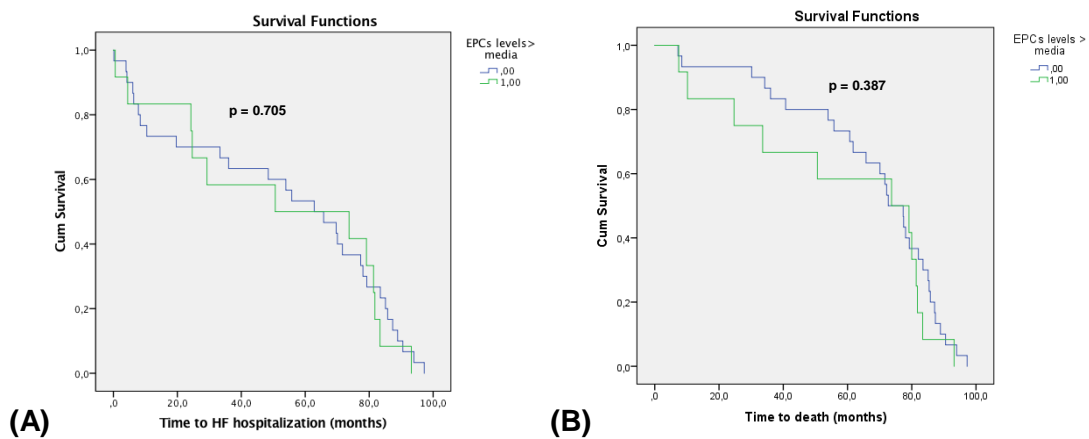 Survival Functions
EPCs levels>
media
,00
1,00
p = 0.705
1,0
0,8
0,6
0,4
0,2
0,0
Cum Survival
,0 20,0 40,0 60,0 80,0 100,0
Time to HF hospitalization (months)
(A)
Survival Functions
EPCs levels>
media
,00
1,00
p = 0.387
1,0
0,8
0,6
0,4
0,2
0,0
Cum Survival
,0 20,0 40,0 60,0 80,0 100,0
Time to death (months)
(B)